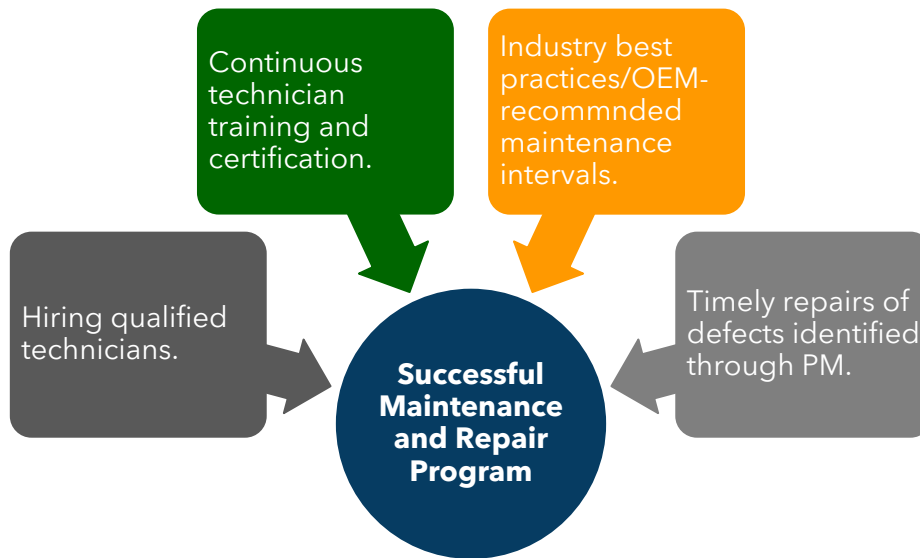 Continuous
technician
training and
certification.
Industry best
practices/OEM-
recommnded
maintenance
intervals.
Hiring qualified
technicians.
Timely repairs of
defects identified
through PM.
Successful
Maintenance
and Repair
Program